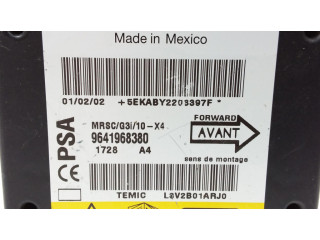 Made in Mexico
01/02/02 +5EKABY2203397F*
PSA
MRSC/G3i/10-X4
9641968380
1728 A4
FORWARD
AVANT
sens de montage
TEMIC L8V2B01ARJ0